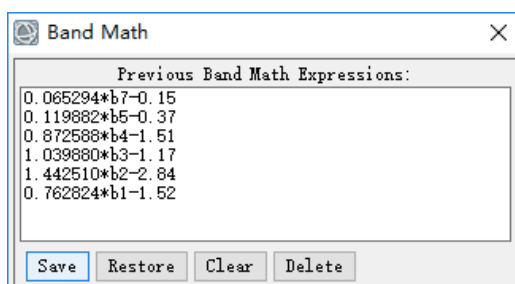 Band Math
Previous Band Math Expressions:
0.065294*b7-0.15
0.119882*b5-0.37
0.872588*b4-1.51
1.039880*b3-1.17
1.442510*b2-2.84
0.762824*b1-1.52
Save Restore Clear Delete